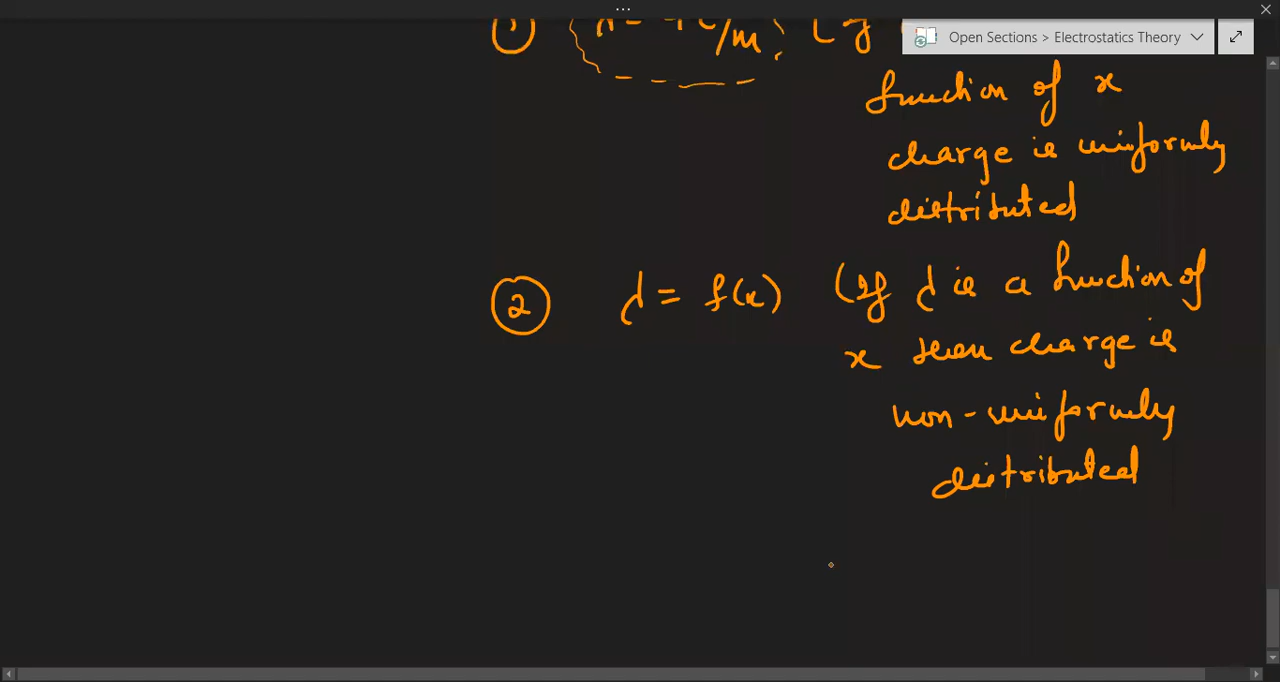 Open Sections > Electrostatics Theory
①
function of x
charge is uniformly
distributed
② λ = f(x) (If λ is a function of
x then charge is
non-uniformly
distributed